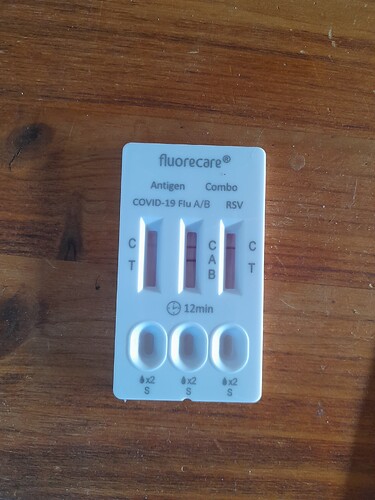 fluorecare®
Antigen Combo
COVID-19 Flu A/B RSV
C C C
T A T
B
12min
x2 x2 x2
S S S